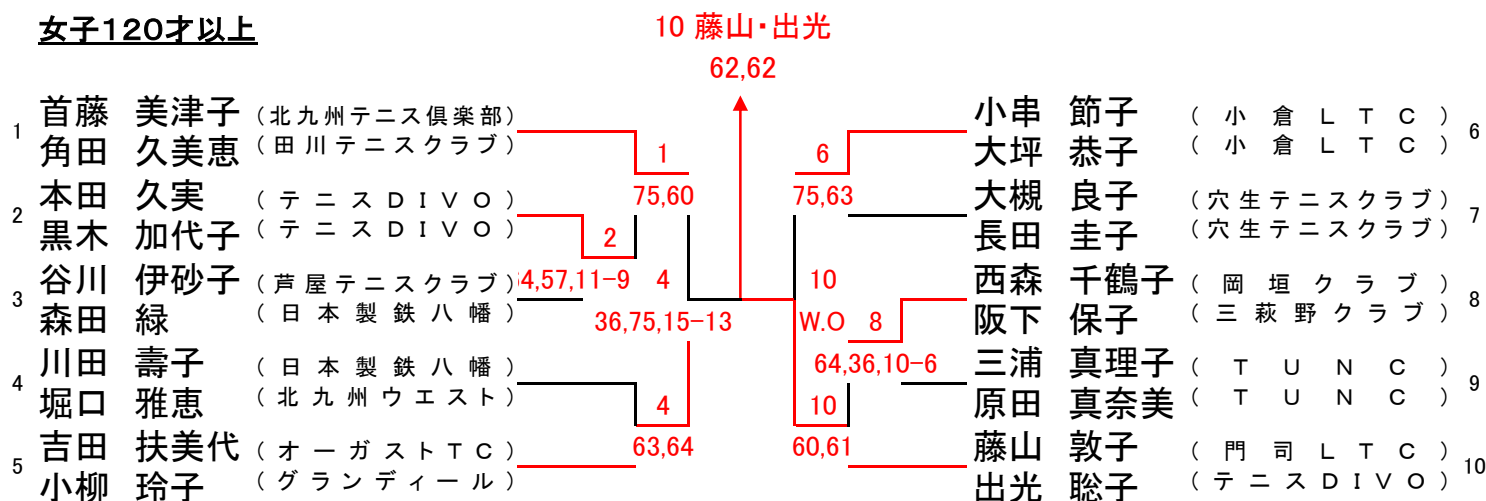 女子120才以上
10 藤山・出光
62,62
1 首藤 美津子 (北九州テニス倶楽部)
角田 久美恵 (田川テニスクラブ)
2 本田 久実 (テニスDIVO)
黒木 加代子 (テニスDIVO)
3 谷川 伊砂子 (芦屋テニスクラブ)
森田 緑 (日本製鉄八幡)
4 川田 壽子 (日本製鉄八幡)
堀口 雅恵 (北九州ウエスト)
5 吉田 扶美代 (オーガストTC)
小柳 玲子 (グランディール)
1
75,60
2
4,57,11-9
4
36,75,15-13
4
63,64
6
75,63
10
W.O
8
64,36,10-6
10
60,61
小串 節子 (小倉LTC) 6
大坪 恭子 (小倉LTC)
大槻 良子 (穴生テニスクラブ) 7
長田 圭子 (穴生テニスクラブ)
西森 千鶴子 (岡垣クラブ) 8
阪下 保子 (三萩野クラブ)
三浦 真理子 (TUNC) 9
原田 真奈美 (TUNC)
藤山 敦子 (門司LTC) 10
出光 聡子 (テニスDIVO)